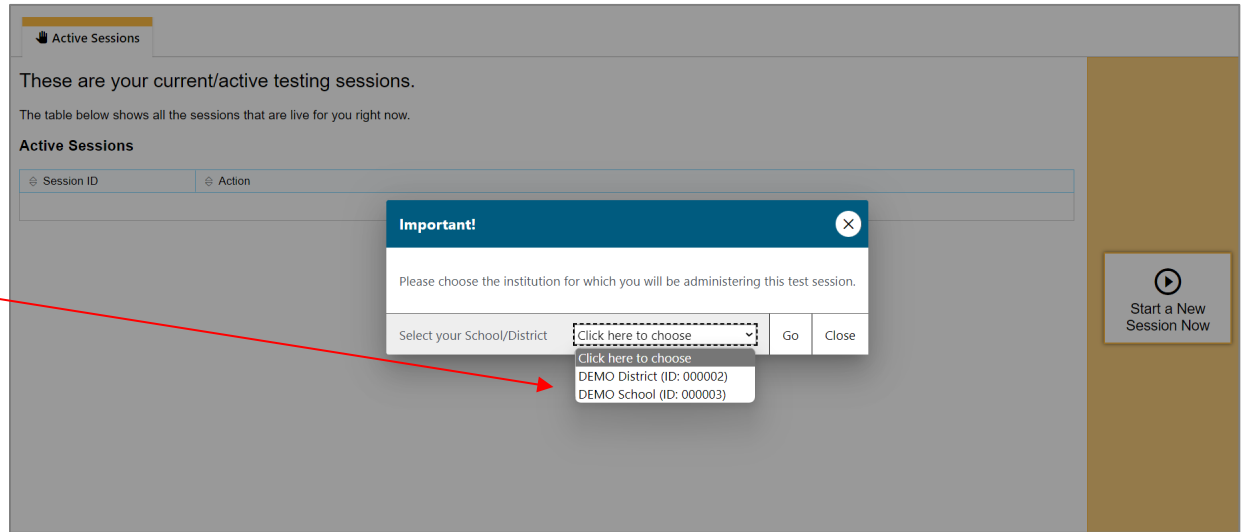 Active Sessions
These are your current/active testing sessions.
The table below shows all the sessions that are live for you right now.
Active Sessions
Session ID Action
Important!
Please choose the institution for which you will be administering this test session.
Select your School/District Click here to choose Go Close
Click here to choose
DEMO District (ID: 000002)
DEMO School (ID: 000003)
Start a New
Session Now